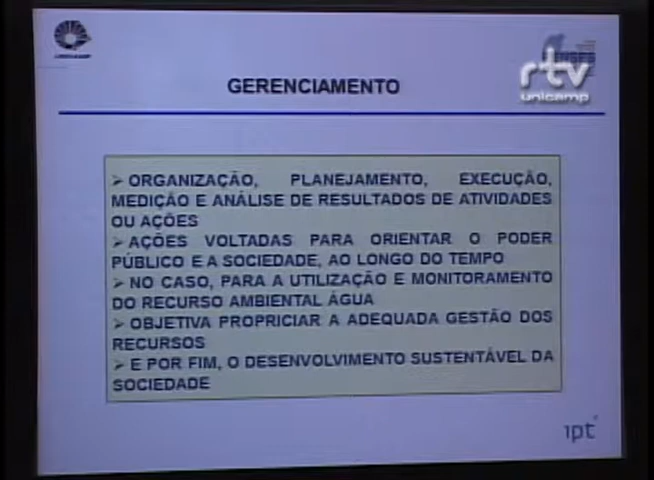 rtv
unicamp
GERENCIAMENTO
➢ ORGANIZAÇÃO, PLANEJAMENTO, EXECUÇÃO,
MEDIÇÃO E ANÁLISE DE RESULTADOS DE ATIVIDADES
OU AÇÕES
➢ AÇÕES VOLTADAS PARA ORIENTAR O PODER
PÚBLICO E A SOCIEDADE, AO LONGO DO TEMPO
➢ NO CASO, PARA A UTILIZAÇÃO E MONITORAMENTO
DO RECURSO AMBIENTAL ÁGUA
➢ OBJETIVA PROPRICIAR A ADEQUADA GESTÃO DOS
RECURSOS
➢ E POR FIM, O DESENVOLVIMENTO SUSTENTÁVEL DA
SOCIEDADE
ipt